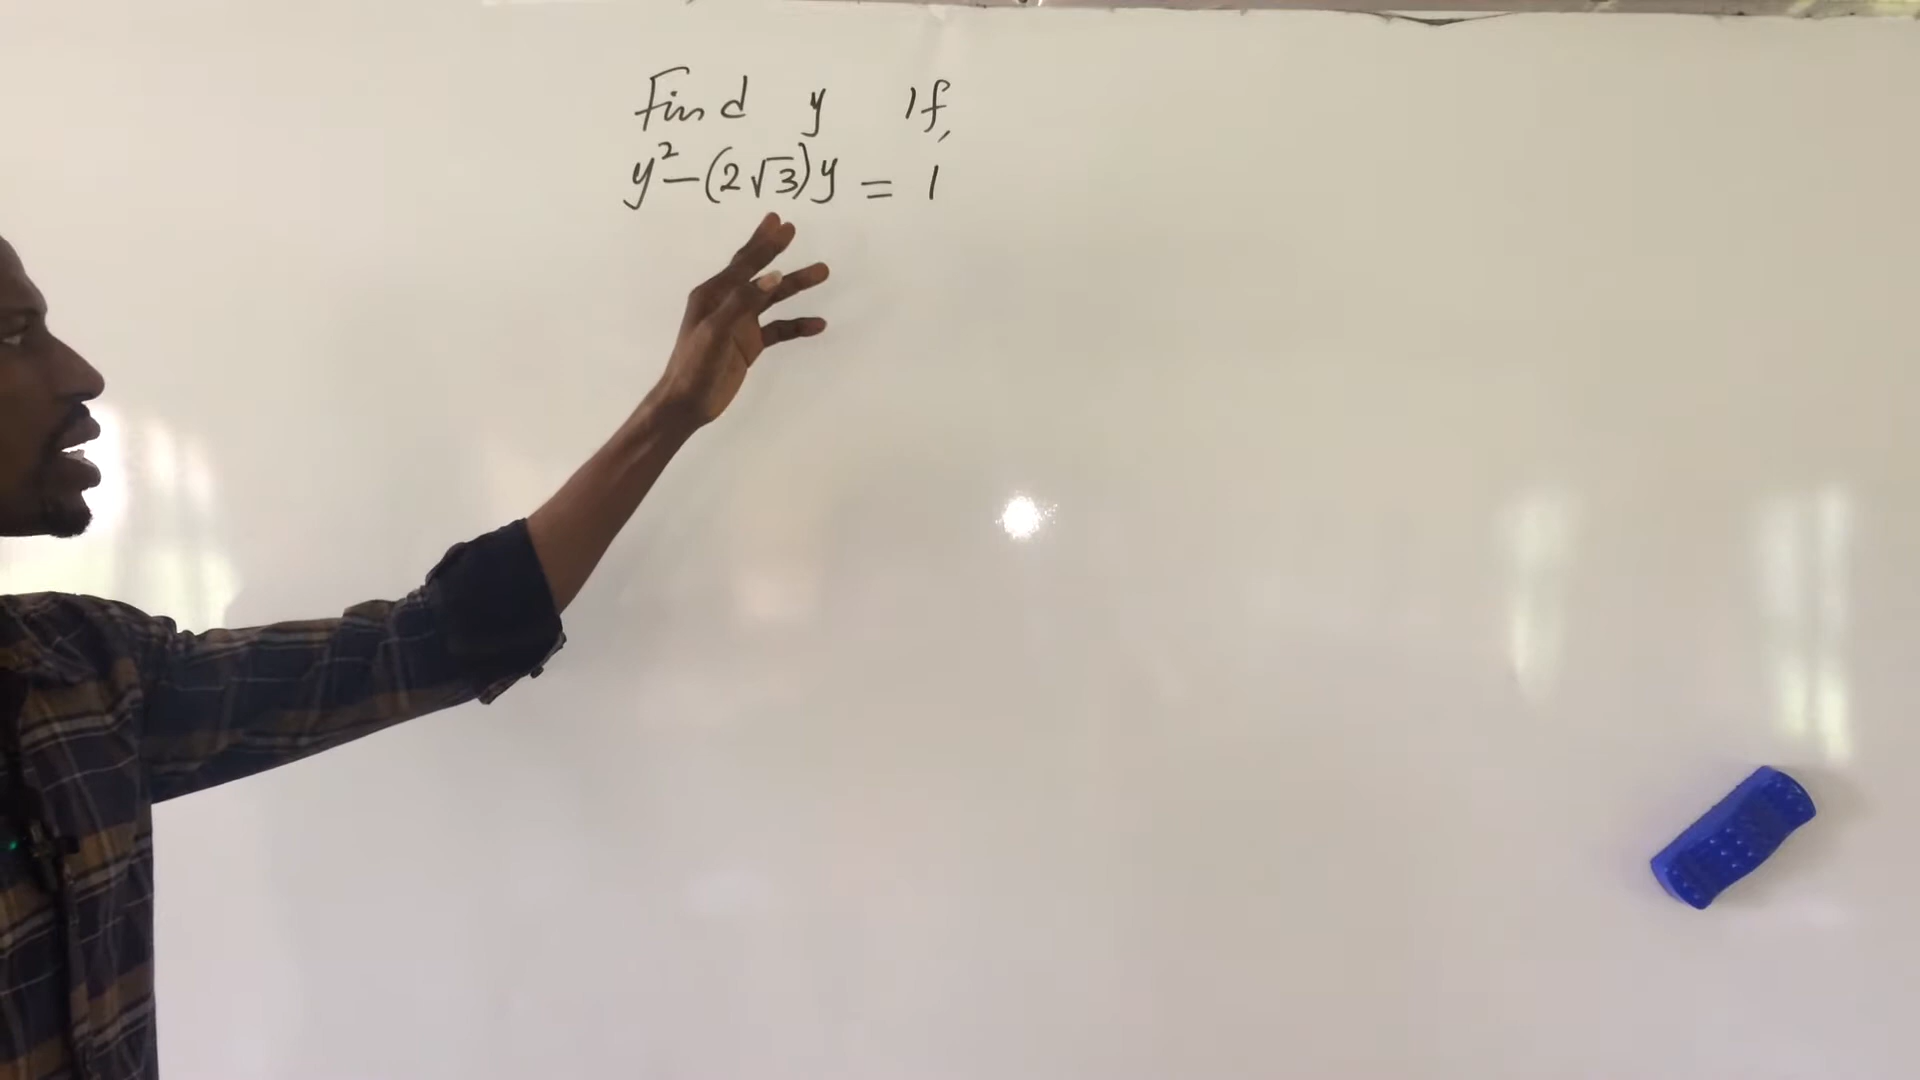 Find y If,
y² - (2√3)y = 1